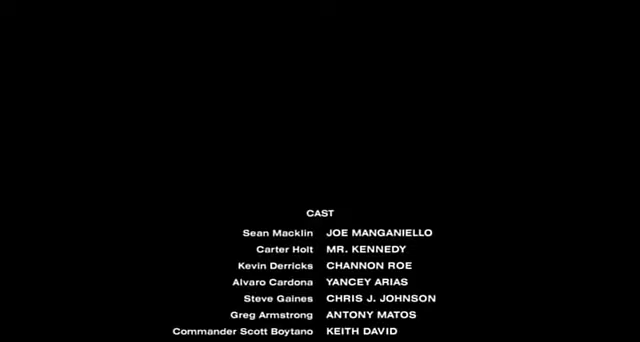 CAST
Sean Macklin JOE MANGANIELLO
Carter Holt MR. KENNEDY
Kevin Derricks CHANNON ROE
Alvaro Cardona YANCEY ARIAS
Steve Gaines CHRIS J. JOHNSON
Greg Armstrong ANTONY MATOS
Commander Scott Boytano KEITH DAVID